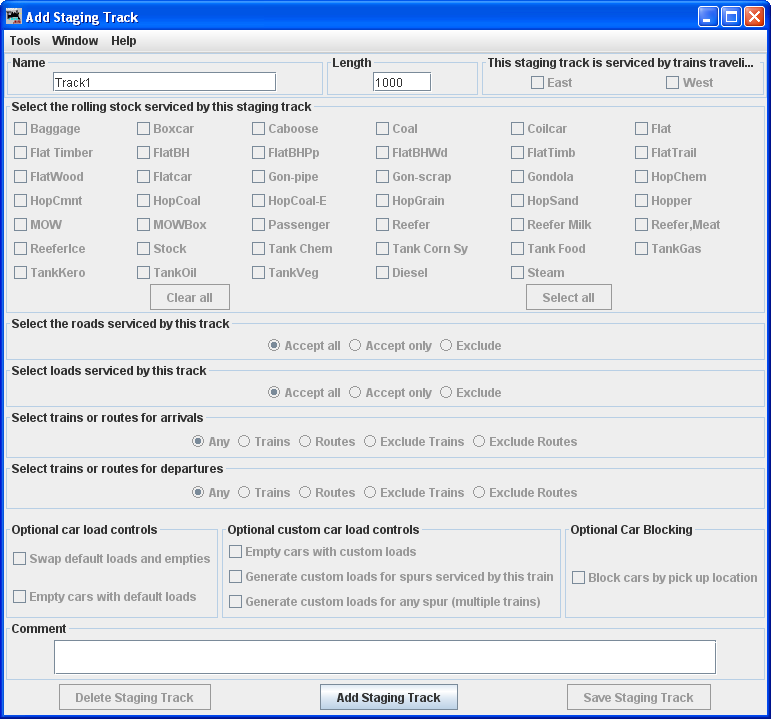 Add Staging Track
Tools Window Help
Name Length This staging track is serviced by trains traveli...
Track1 1000 East West
Select the rolling stock serviced by this staging track
Baggage Boxcar Caboose Coal Coilcar Flat
Flat Timber FlatBH FlatBHPp FlatBHWd FlatTimb FlatTrail
FlatWood Flatcar Gon-pipe Gon-scrap Gondola HopChem
HopCmnt HopCoal HopCoal-E HopGrain HopSand Hopper
MOW MOWBox Passenger Reefer Reefer Milk Reefer,Meat
ReeferIce Stock Tank Chem Tank Corn Sy Tank Food TankGas
TankKero TankOil TankVeg Diesel Steam
Clear all Select all
Select the roads serviced by this track
Accept all Accept only Exclude
Select loads serviced by this track
Accept all Accept only Exclude
Select trains or routes for arrivals
Any Trains Routes Exclude Trains Exclude Routes
Select trains or routes for departures
Any Trains Routes Exclude Trains Exclude Routes
Optional car load controls
Swap default loads and empties
Empty cars with default loads
Optional custom car load controls
Empty cars with custom loads
Generate custom loads for spurs serviced by this train
Generate custom loads for any spur (multiple trains)
Optional Car Blocking
Block cars by pick up location
Comment
Delete Staging Track Add Staging Track Save Staging Track